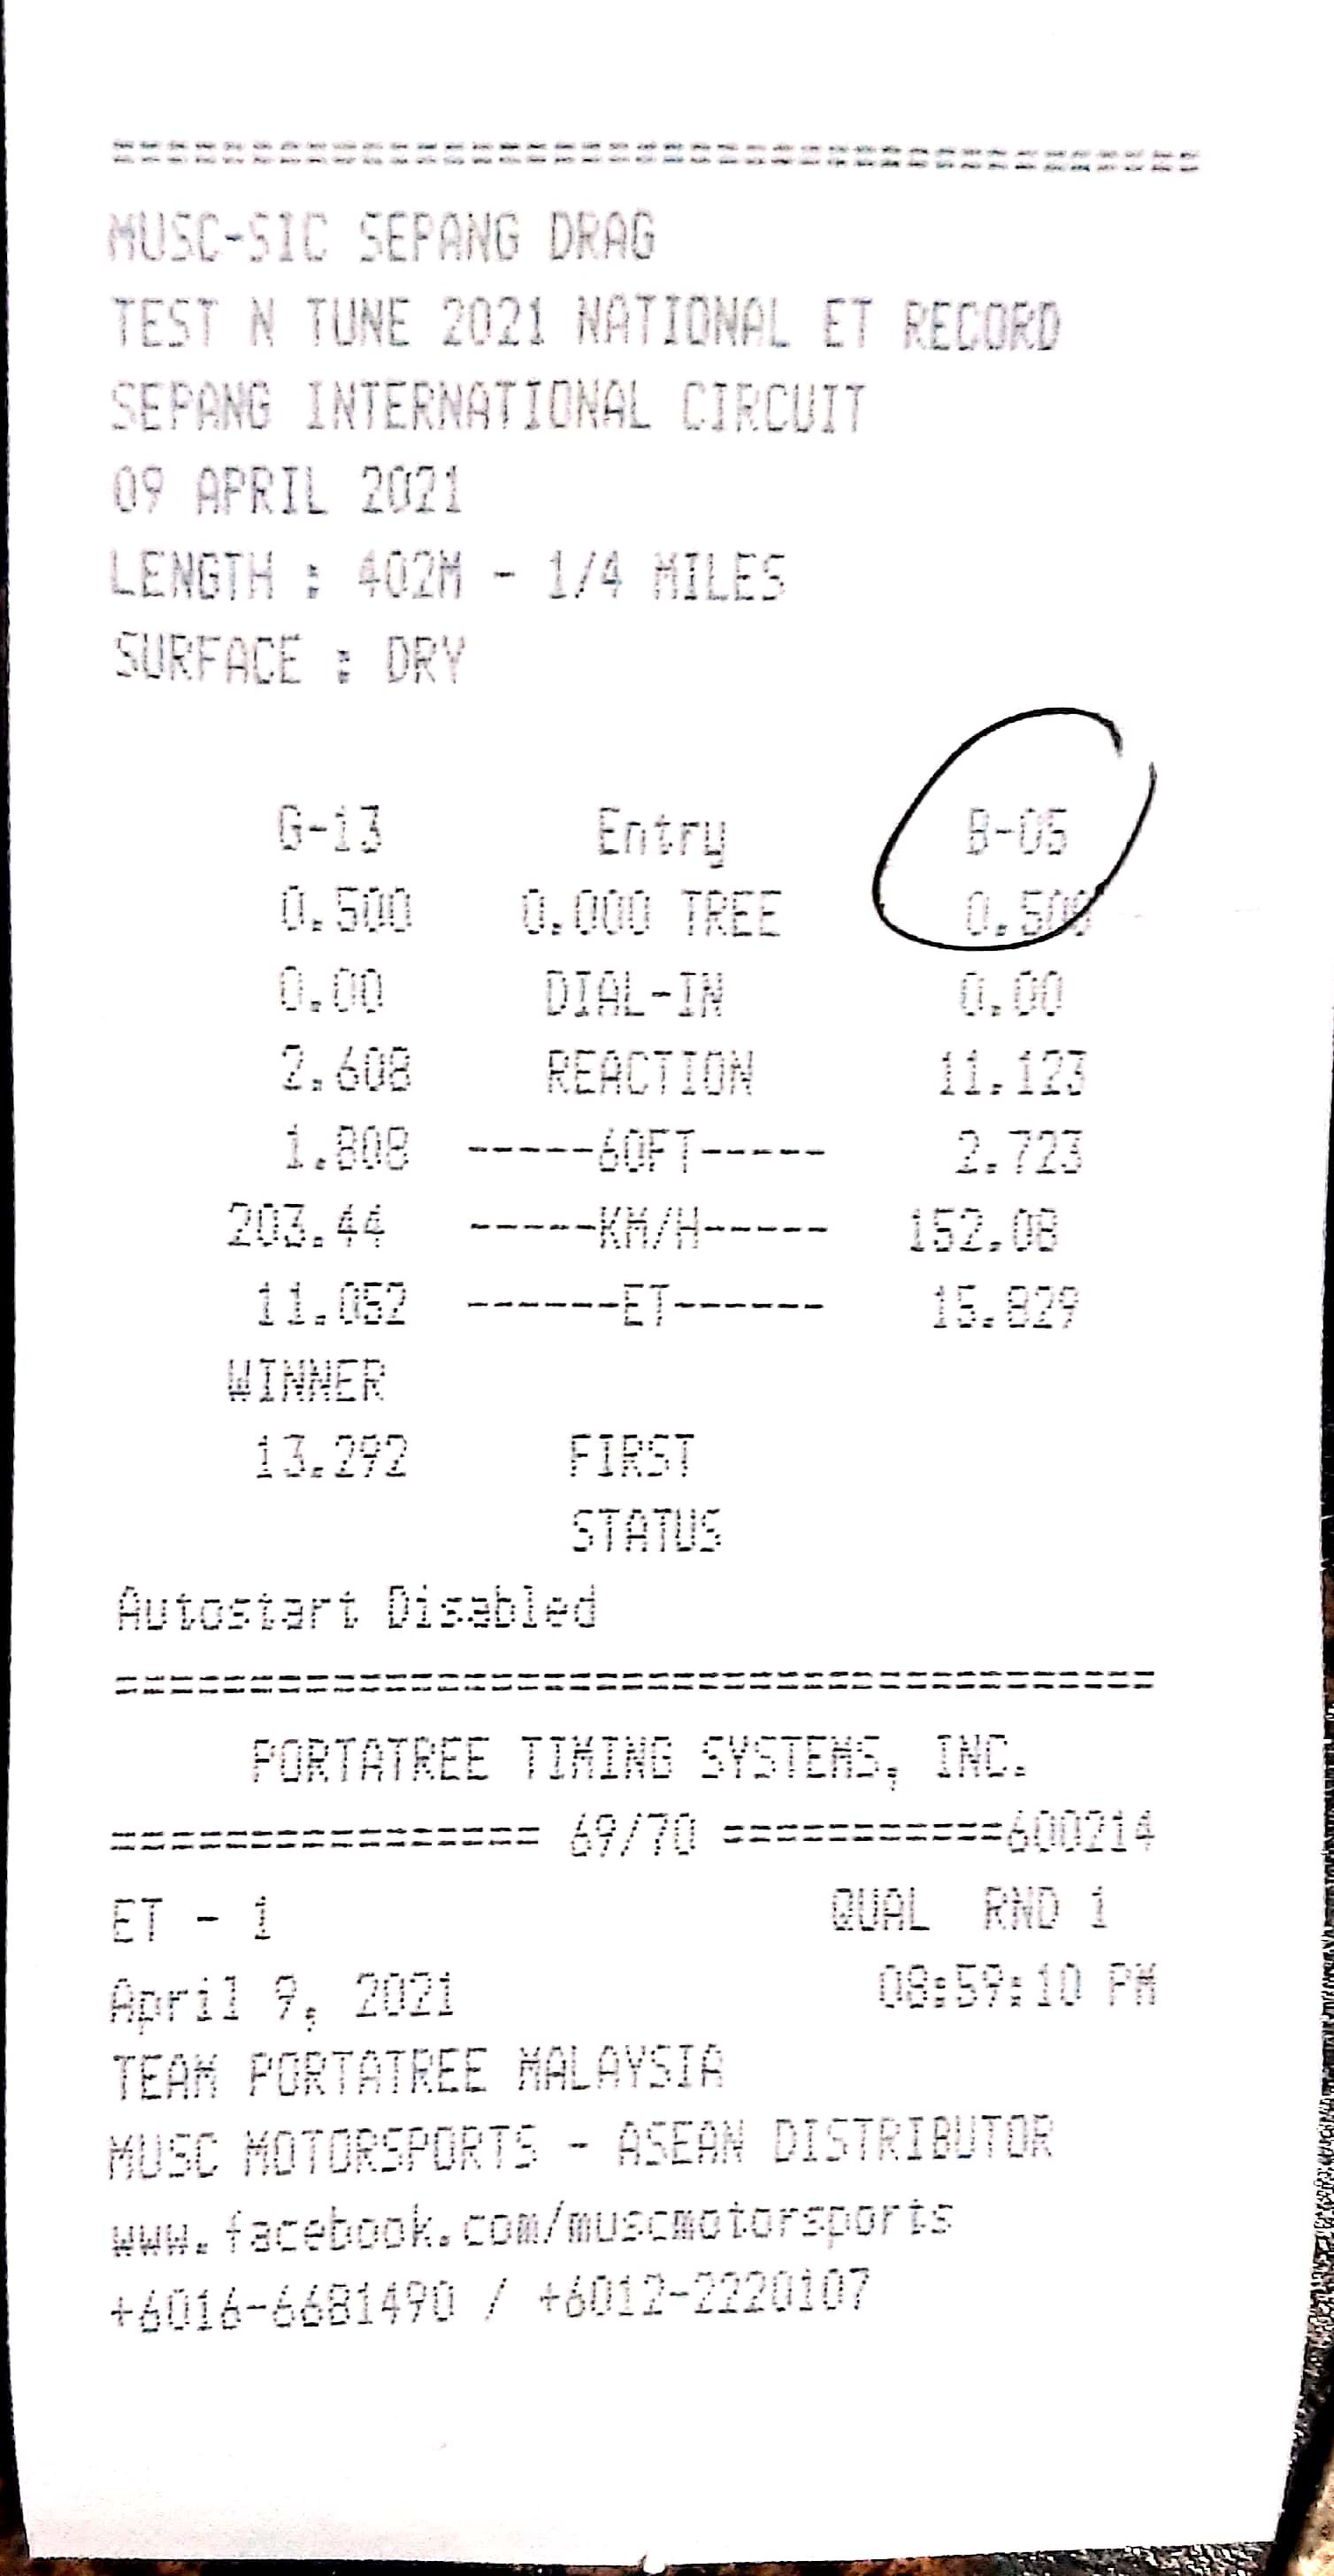 ========================================
MUSC-SIC SEPANG DRAG
TEST N TUNE 2021 NATIONAL ET RECORD
SEPANG INTERNATIONAL CIRCUIT
09 APRIL 2021
LENGTH : 402M - 1/4 MILES
SURFACE : DRY
G-13 Entry B-05
0.500 0.000 TREE 0.500
0.00 DIAL-IN 0.00
2.608 REACTION 11.123
1.808 -----60FT----- 2.723
203.44 -----KM/H----- 152.08
11.052 ------ET------ 15.829
WINNER
13.292 FIRST
STATUS
Autostart Disabled
======================================
PORTATREE TIMING SYSTEMS, INC.
================ 69/70 ===========600214
ET - 1 QUAL RND 1
April 9, 2021 08:59:10 PM
TEAM PORTATREE MALAYSIA
MUSC MOTORSPORTS - ASEAN DISTRIBUTOR
www.facebook.com/muscmotorsports
+6016-6681490 / +6012-2220107